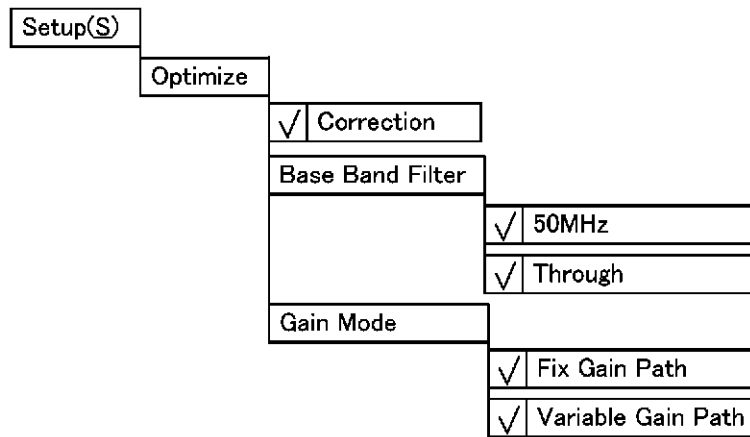 Setup(S)
Optimize
√ Correction
Base Band Filter
√ 50MHz
√ Through
Gain Mode
√ Fix Gain Path
√ Variable Gain Path